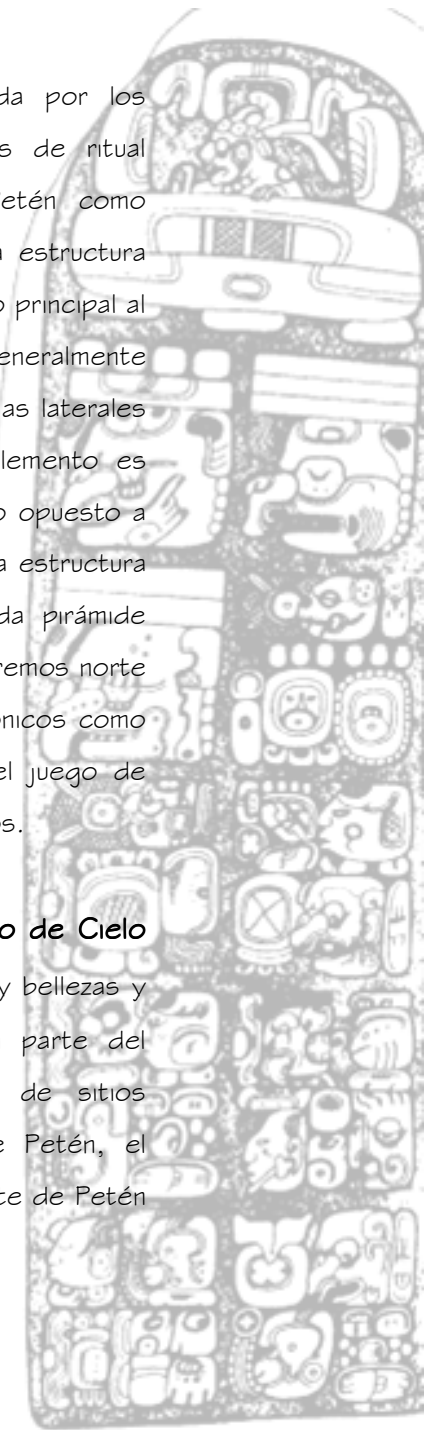 da por los
s de ritual
etén como
estructura
principal al
eneralmente
as laterales
lemento es
opuesto a
a estructura
da pirámide
remos norte
nicos como
el juego de
s.
o de Cielo
y bellezas y
parte del
de sitios
Petén, el
te de Petén